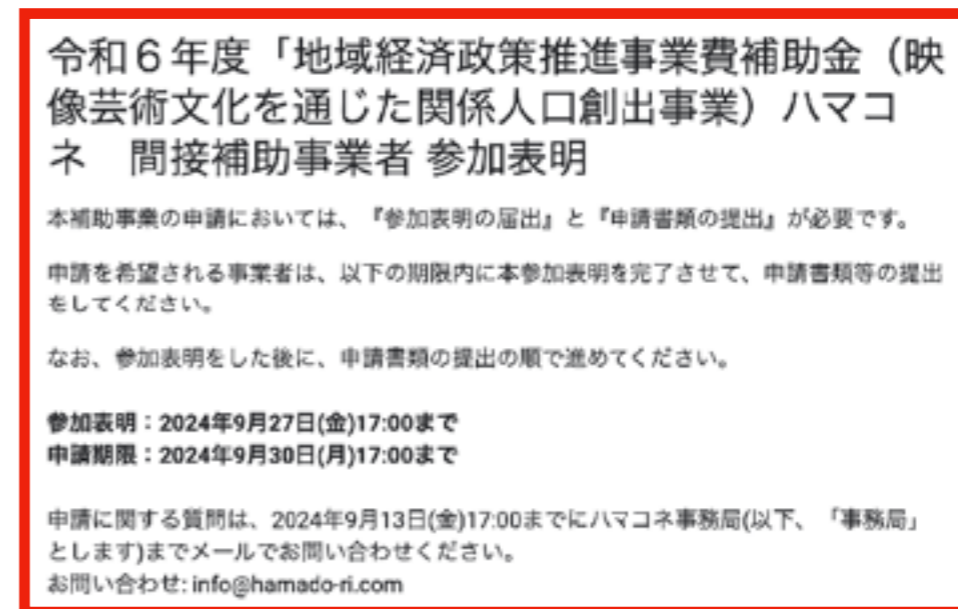 令和６年度「地域経済政策推進事業費補助金（映
像芸術文化を通じた関係人口創出事業）ハマコ
ネ　間接補助事業者 参加表明
本補助事業の申請においては、『参加表明の届出』と『申請書類の提出』が必要です。
申請を希望される事業者は、以下の期限内に本参加表明を完了させて、申請書類等の提出
をしてください。
なお、参加表明をした後に、申請書類の提出の順で進めてください。
参加表明：2024年9月27日(金)17:00まで
申請期限：2024年9月30日(月)17:00まで
申請に関する質問は、2024年9月13日(金)17:00までにハマコネ事務局(以下、「事務局」
とします)までメールでお問い合わせください。
お問い合わせ: info@hamado-ri.com